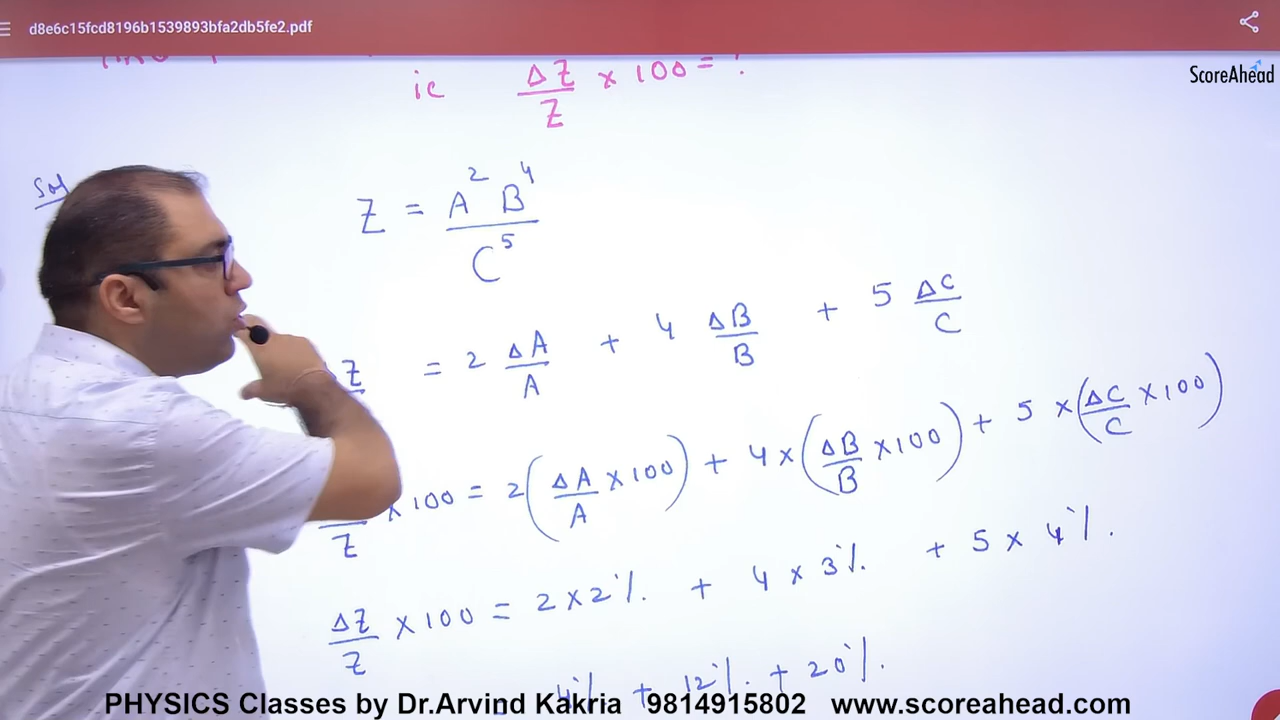 d8e6c15fcd8196b1539893bfa2db5fe2.pdf
ScoreAhead
ie ΔZ/Z × 100 = ?
Sol
Z = A² B⁴ / C⁵
Z = 2 ΔA/A + 4 ΔB/B + 5 ΔC/C
/Z × 100 = 2(ΔA/A × 100) + 4 × (ΔB/B × 100) + 5 × (ΔC/C × 100)
ΔZ/Z × 100 = 2 × 2% + 4 × 3% + 5 × 4%.
4% + 12% + 20%.
PHYSICS Classes by Dr.Arvind Kakria 9814915802 www.scoreahead.com